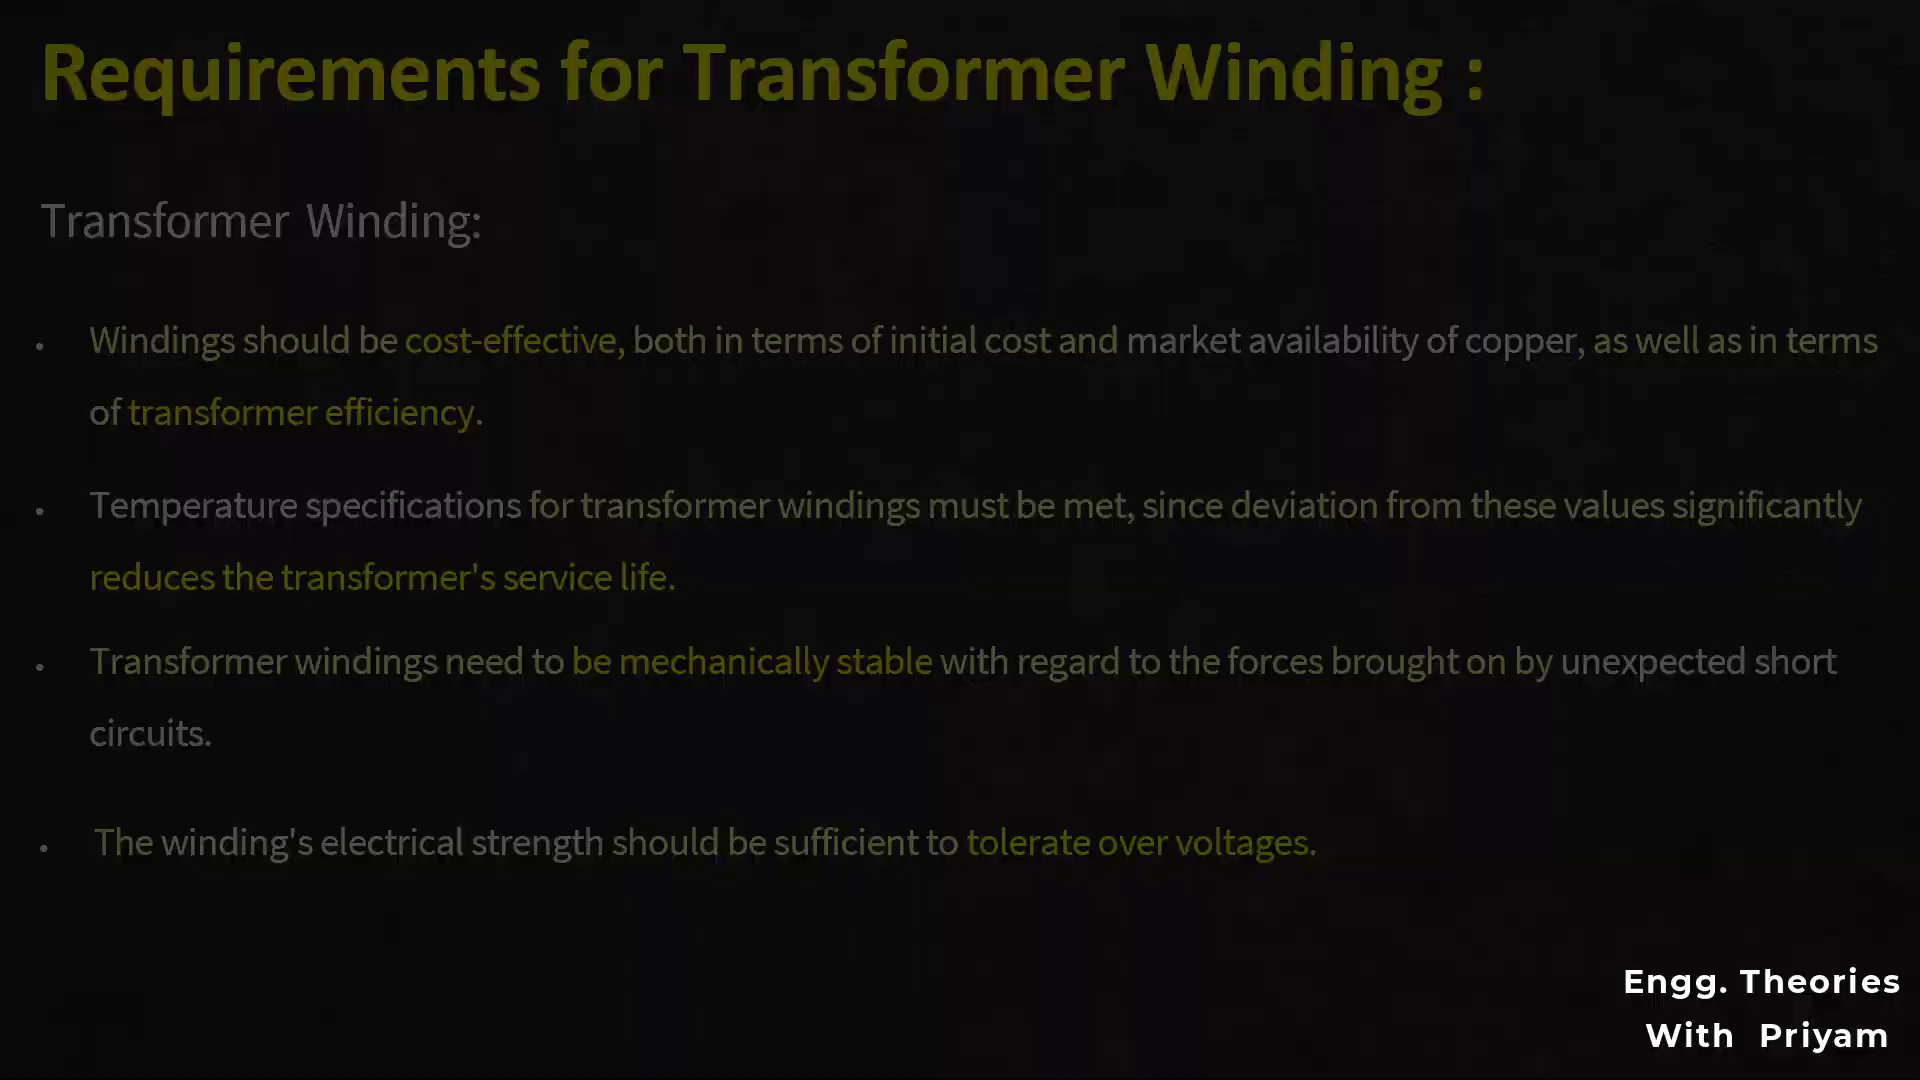 Requirements for Transformer Winding :
Transformer Winding:
• Windings should be cost-effective, both in terms of initial cost and market availability of copper, as well as in terms
of transformer efficiency.
• Temperature specifications for transformer windings must be met, since deviation from these values significantly
reduces the transformer's service life.
• Transformer windings need to be mechanically stable with regard to the forces brought on by unexpected short
circuits.
• The winding's electrical strength should be sufficient to tolerate over voltages.
Engg. Theories
With Priyam